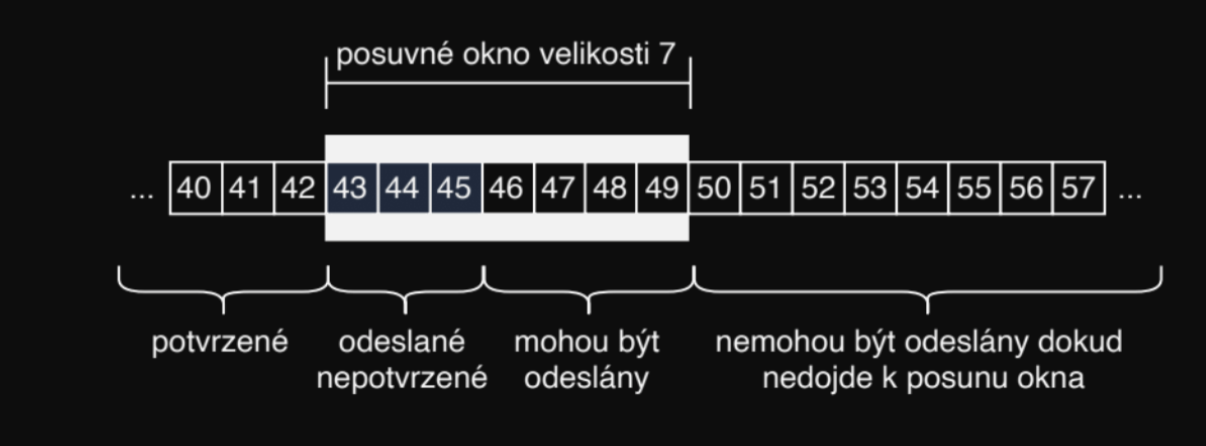 posuvné okno velikosti 7
... 40 41 42 43 44 45 46 47 48 49 50 51 52 53 54 55 56 57 ...
potvrzené
odeslané
nepotvrzené
mohou být
odeslány
nemohou být odeslány dokud
nedojde k posunu okna